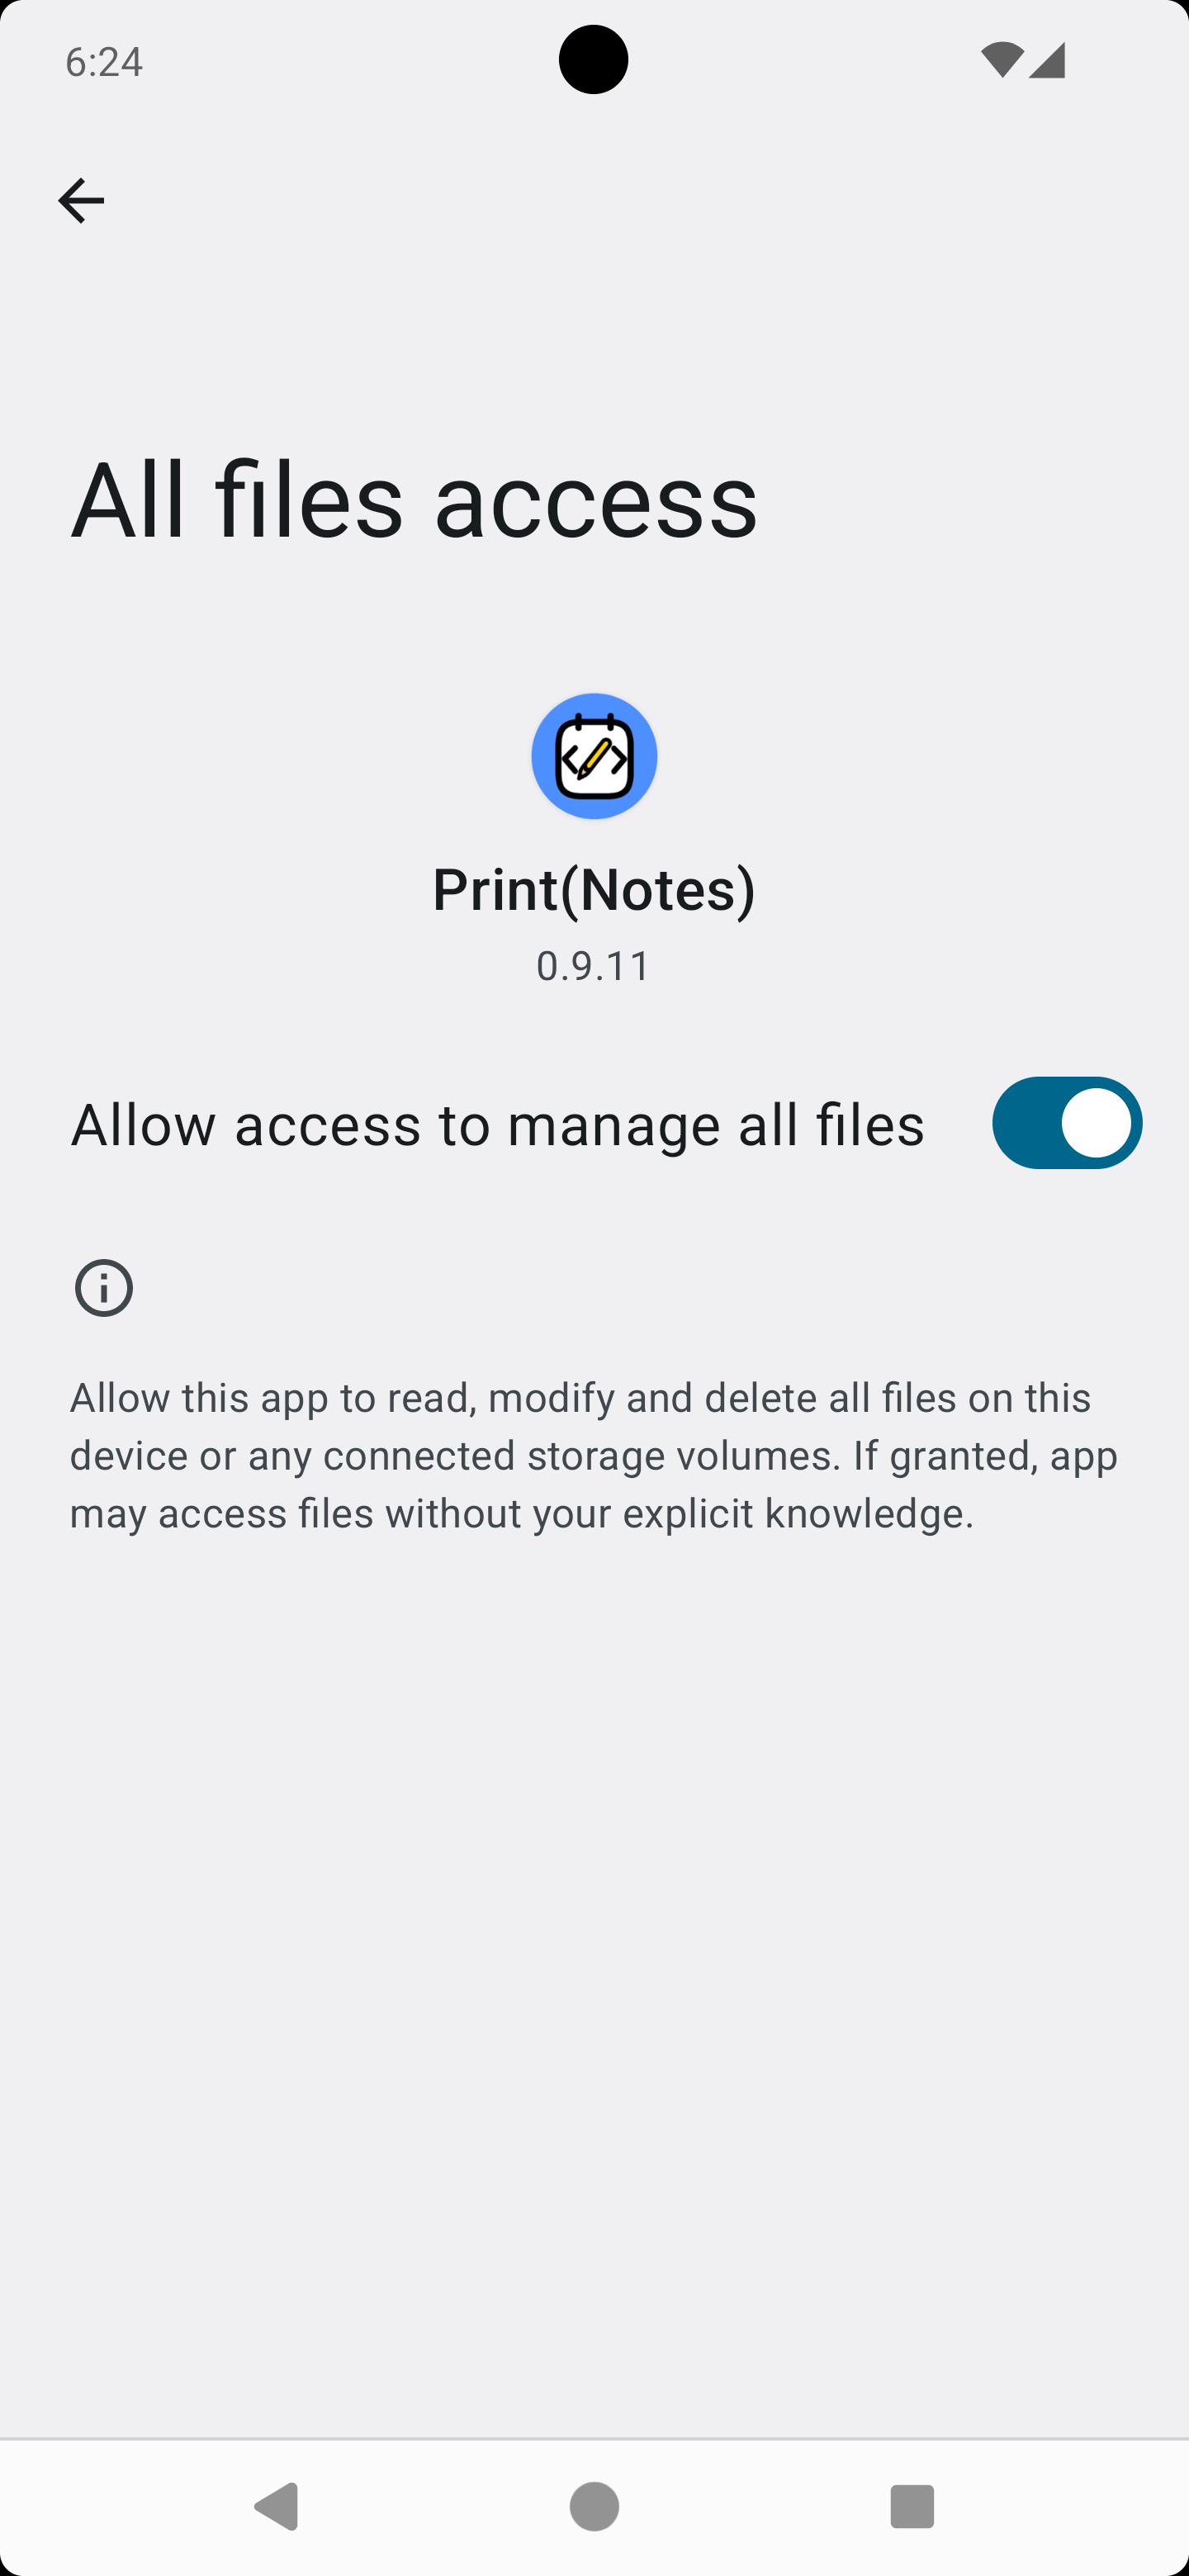 6:24
All files access
Print(Notes)
0.9.11
Allow access to manage all files
Allow this app to read, modify and delete all files on this
device or any connected storage volumes. If granted, app
may access files without your explicit knowledge.